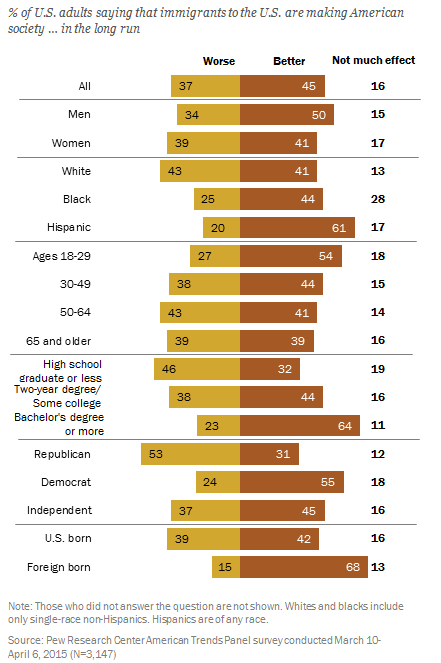 % of U.S. adults saying that immigrants to the U.S. are making American
society ... in the long run
Worse Better Not much effect
All 37 45 16
Men 34 50 15
Women 39 41 17
White 43 41 13
Black 25 44 28
Hispanic 20 61 17
Ages 18-29 27 54 18
30-49 38 44 15
50-64 43 41 14
65 and older 39 39 16
High school
graduate or less 46 32 19
Two-year degree/
Some college 38 44 16
Bachelor's degree
or more 23 64 11
Republican 53 31 12
Democrat 24 55 18
Independent 37 45 16
U.S. born 39 42 16
Foreign born 15 68 13
Note: Those who did not answer the question are not shown. Whites and blacks include
only single-race non-Hispanics. Hispanics are of any race.
Source: Pew Research Center American Trends Panel survey conducted March 10-
April 6, 2015 (N=3,147)